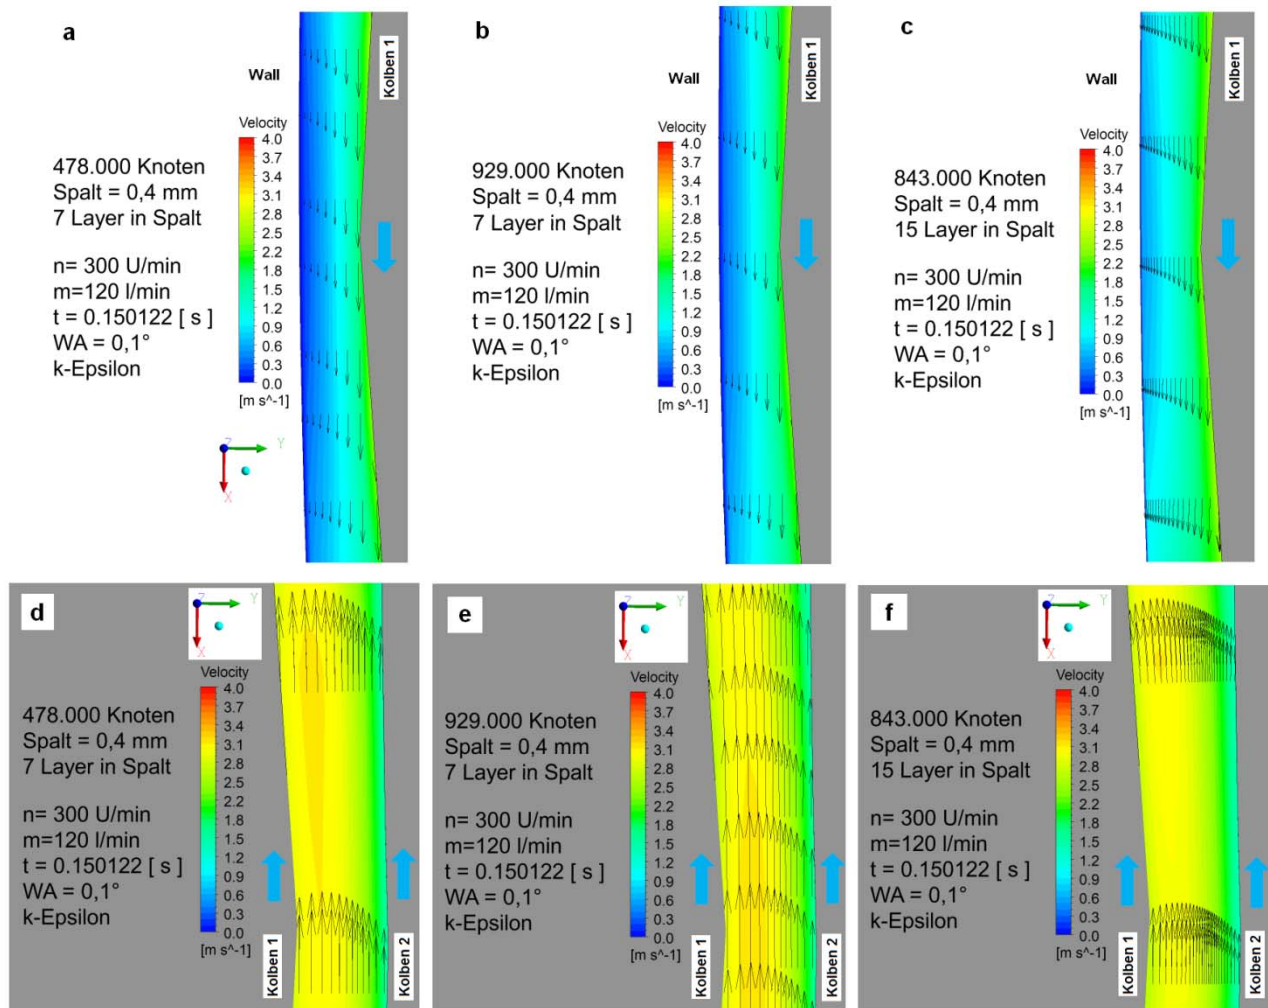 a
Wall
Kolben 1
Velocity
4.0
3.7
3.4
3.1
2.8
2.5
2.2
1.8
1.5
1.2
0.9
0.6
0.3
0.0
[m s^-1]
478.000 Knoten
Spalt = 0,4 mm
7 Layer in Spalt
n= 300 U/min
m=120 l/min
t = 0.150122 [ s ]
WA = 0,1°
k-Epsilon
Z
Y
X
b
Wall
Kolben 1
Velocity
4.0
3.7
3.4
3.1
2.8
2.5
2.2
1.8
1.5
1.2
0.9
0.6
0.3
0.0
[m s^-1]
929.000 Knoten
Spalt = 0,4 mm
7 Layer in Spalt
n= 300 U/min
m=120 l/min
t = 0.150122 [ s ]
WA = 0,1°
k-Epsilon
c
Wall
Kolben 1
Velocity
4.0
3.7
3.4
3.1
2.8
2.5
2.2
1.8
1.5
1.2
0.9
0.6
0.3
0.0
[m s^-1]
843.000 Knoten
Spalt = 0,4 mm
15 Layer in Spalt
n= 300 U/min
m=120 l/min
t = 0.150122 [ s ]
WA = 0,1°
k-Epsilon
d
Z
Y
X
Velocity
4.0
3.7
3.4
3.1
2.8
2.5
2.2
1.8
1.5
1.2
0.9
0.6
0.3
0.0
[m s^-1]
478.000 Knoten
Spalt = 0,4 mm
7 Layer in Spalt
n= 300 U/min
m=120 l/min
t = 0.150122 [ s ]
WA = 0,1°
k-Epsilon
Kolben 1
Kolben 2
e
Z
Y
X
Velocity
4.0
3.7
3.4
3.1
2.8
2.5
2.2
1.8
1.5
1.2
0.9
0.6
0.3
0.0
[m s^-1]
929.000 Knoten
Spalt = 0,4 mm
7 Layer in Spalt
n= 300 U/min
m=120 l/min
t = 0.150122 [ s ]
WA = 0,1°
k-Epsilon
Kolben 1
Kolben 2
f
Z
Y
X
Velocity
4.0
3.7
3.4
3.1
2.8
2.5
2.2
1.8
1.5
1.2
0.9
0.6
0.3
0.0
[m s^-1]
843.000 Knoten
Spalt = 0,4 mm
15 Layer in Spalt
n= 300 U/min
m=120 l/min
t = 0.150122 [ s ]
WA = 0,1°
k-Epsilon
Kolben 1
Kolben 2